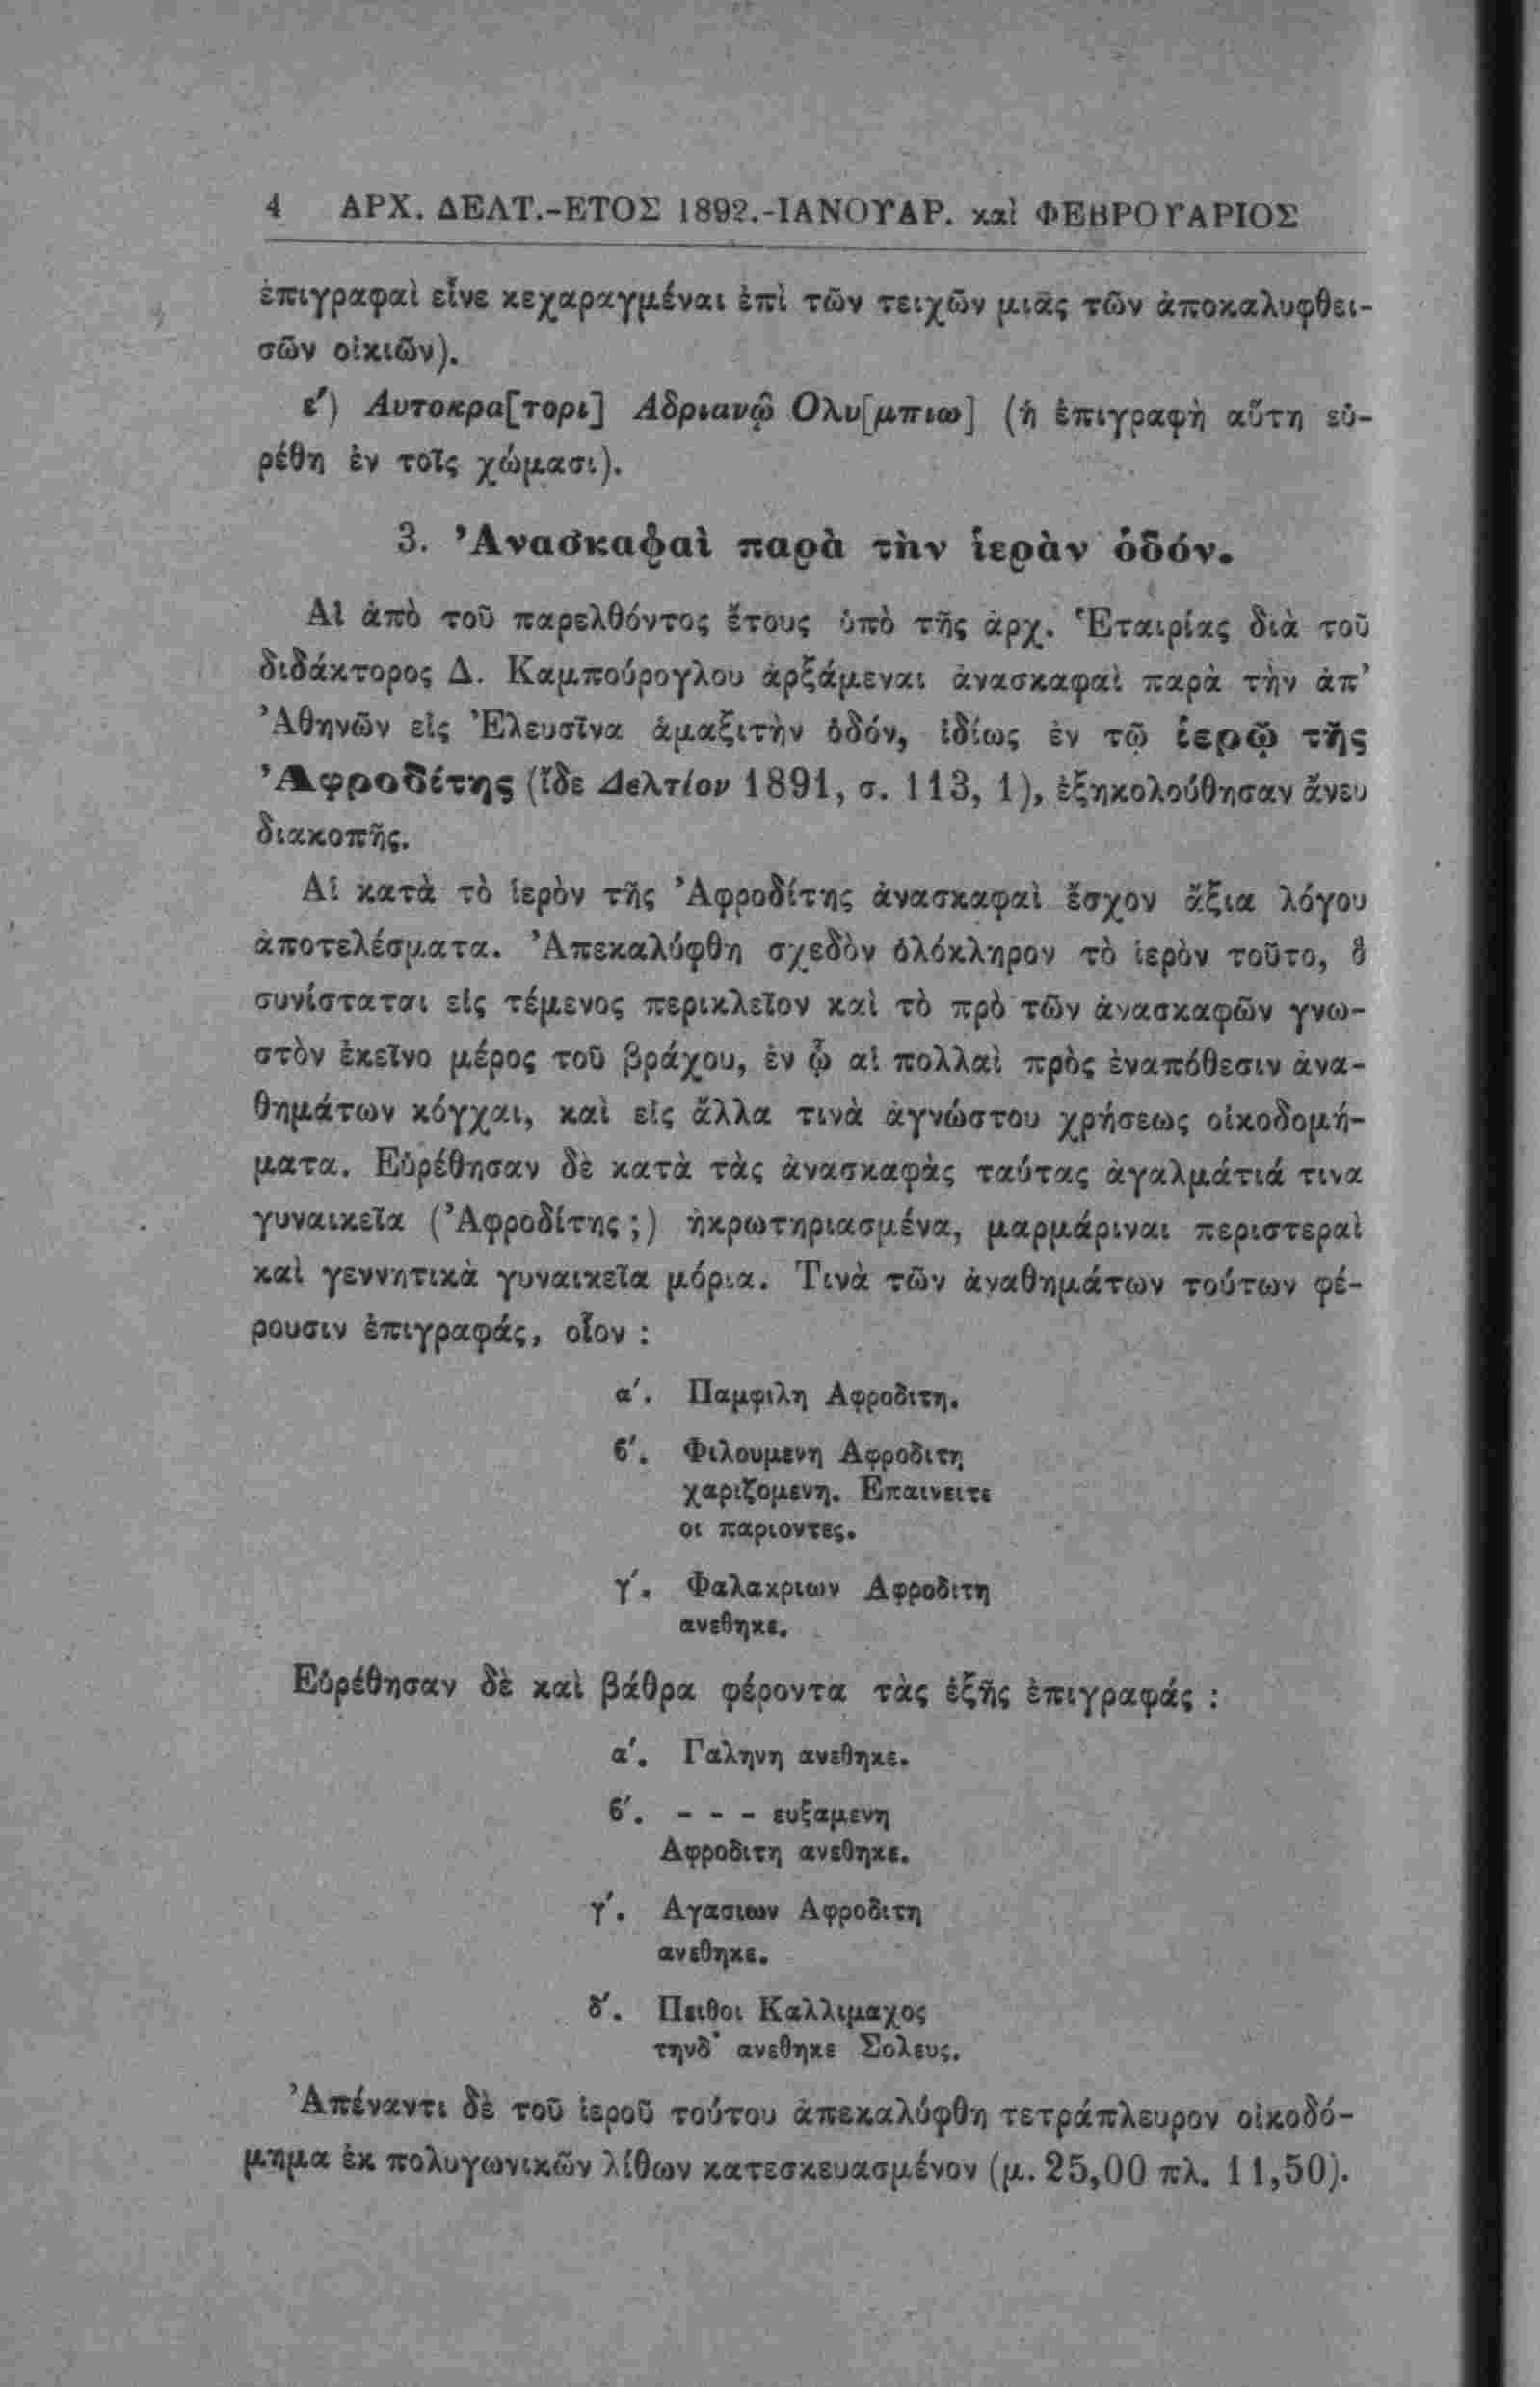 4 ΑΡΧ. ΔΕΛΤ.-ΕΤΟΣ 1892.-ΙΑΝΟΥΑΡ. καὶ ΦΕΒΡΟΥΑΡΙΟΣ
ἐπιγραφαὶ εἶνε κεχαραγμέναι ἐπὶ τῶν τειχῶν μιᾶς τῶν ἀποκαλυφθει-
σῶν οἰκιῶν).
ε′) Αυτοκρα[τορι] Αδριανῷ Ολυ[μπιω] (ἡ ἐπιγραφὴ αὕτη εὑ-
ρέθη ἐν τοῖς χώμασι).
3. Ἀνασκαφαὶ παρὰ τὴν ἱερὰν ὁδόν.
Αἱ ἀπὸ τοῦ παρελθόντος ἔτους ὑπὸ τῆς ἀρχ. Ἑταιρίας διὰ τοῦ
διδάκτορος Δ. Καμπούρογλου ἀρξάμεναι ἀνασκαφαὶ παρὰ τὴν ἀπ’
Ἀθηνῶν εἰς Ἐλευσῖνα ἁμαξιτὴν ὁδόν, ἰδίως ἐν τῷ ἱερῷ τῆς
Ἀφροδίτης (ἴδε Δελτίον 1891, σ. 113, 1), ἐξηκολούθησαν ἄνευ
διακοπῆς.
Αἱ κατὰ τὸ ἱερὸν τῆς Ἀφροδίτης ἀνασκαφαὶ ἔσχον ἄξια λόγου
ἀποτελέσματα. Ἀπεκαλύφθη σχεδὸν ὁλόκληρον τὸ ἱερὸν τοῦτο, ὃ
συνίσταται εἰς τέμενος περικλεῖον καὶ τὸ πρὸ τῶν ἀνασκαφῶν γνω-
στὸν ἐκεῖνο μέρος τοῦ βράχου, ἐν ᾧ αἱ πολλαὶ πρὸς ἐναπόθεσιν ἀνα-
θημάτων κόγχαι, καὶ εἰς ἄλλα τινὰ ἀγνώστου χρήσεως οἰκοδομή-
ματα. Εὑρέθησαν δὲ κατὰ τὰς ἀνασκαφὰς ταύτας ἀγαλμάτιά τινα
γυναικεῖα (Ἀφροδίτης ;) ἠκρωτηριασμένα, μαρμάριναι περιστεραὶ
καὶ γεννητικὰ γυναικεῖα μόρια. Τινὰ τῶν ἀναθημάτων τούτων φέ-
ρουσιν ἐπιγραφάς, οἷον :
α′. Παμφιλη Αφροδιτη.
ϐ′. Φιλουμενη Αφροδιτη
χαριζομενη. Επαινειτε
οι παριοντες.
γ′. Φαλακριων Αφροδιτη
ανεθηκε.
Εὑρέθησαν δὲ καὶ βάθρα φέροντα τὰς ἑξῆς ἐπιγραφάς :
α′. Γαληνη ανεθηκε.
ϐ′. - - - ευξαμενη
Αφροδιτη ανεθηκε.
γ′. Αγασιων Αφροδιτη
ανεθηκε.
δ′. Πειθοι Καλλιμαχος
τηνδ’ ανεθηκε Σολευς.
Ἀπέναντι δὲ τοῦ ἱεροῦ τούτου ἀπεκαλύφθη τετράπλευρον οἰκοδό-
μημα ἐκ πολυγωνικῶν λίθων κατεσκευασμένον (μ. 25,00 πλ. 11,50).